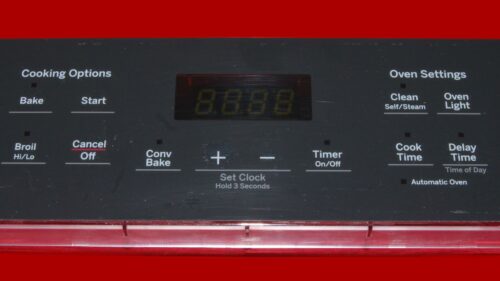 Cooking Options
Bake
Start
Broil
Hi/Lo
Cancel
Off
Conv
Bake
8.8.8.8
+
−
Set Clock
Hold 3 Seconds
Timer
On/Off
Oven Settings
Clean
Self/Steam
Oven
Light
Cook
Time
Delay
Time
Time of Day
Automatic Oven